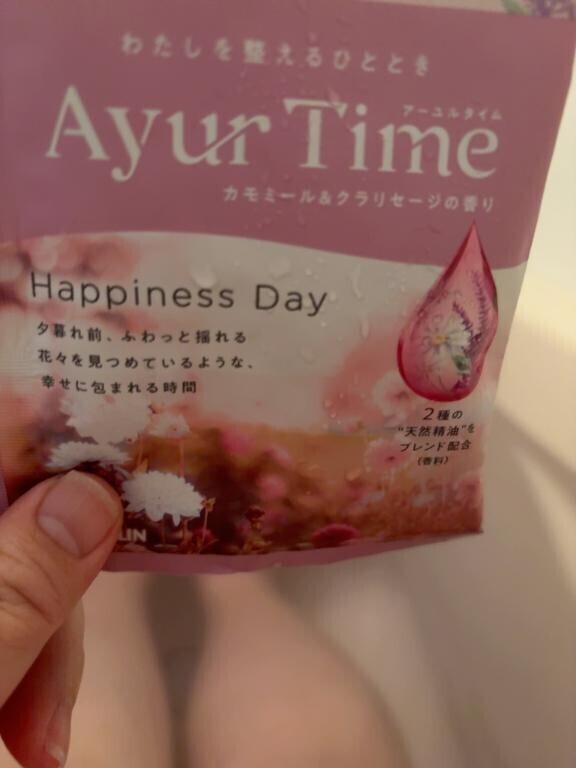 わたしを整えるひととき
アーユルタイム
Ayur Time
カモミール&クラリセージの香り
Happiness Day
夕暮れ前、ふわっと揺れる
花々を見つめているような、
幸せに包まれる時間
2種の
"天然精油"を
ブレンド配合
(香料)
LIN